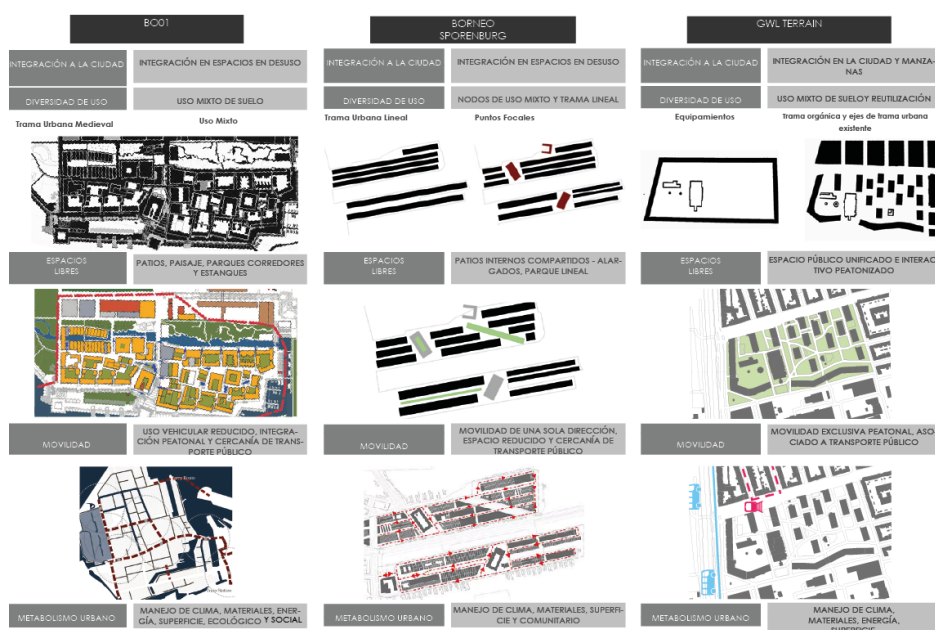 BO01
BORNEO
SPORENBURG
GWL TERRAIN
INTEGRACIÓN A LA CIUDAD
INTEGRACIÓN EN ESPACIOS EN DESUSO
INTEGRACIÓN A LA CIUDAD
INTEGRACIÓN EN ESPACIOS EN DESUSO
INTEGRACIÓN A LA CIUDAD
INTEGRACIÓN EN LA CIUDAD Y MANZA-
NAS
DIVERSIDAD DE USO
USO MIXTO DE SUELO
DIVERSIDAD DE USO
NODOS DE USO MIXTO Y TRAMA LINEAL
DIVERSIDAD DE USO
USO MIXTO DE SUELOY REUTILIZACIÓN
Trama Urbana Medieval
Uso Mixto
Trama Urbana Lineal
Puntos Focales
Equipamientos
Trama orgánica y ejes de trama urbana
existente
ESPACIOS
LIBRES
PATIOS, PAISAJE, PARQUES CORREDORES
Y ESTANQUES
ESPACIOS
LIBRES
PATIOS INTERNOS COMPARTIDOS - ALAR-
GADOS, PARQUE LINEAL
ESPACIOS
LIBRES
ESPACIO PÚBLICO UNIFICADO E INTERAC
TIVO PEATONIZADO
MOVILIDAD
USO VEHICULAR REDUCIDO, INTEGRA-
CIÓN PEATONAL Y CERCANÍA DE TRANS-
PORTE PÚBLICO
MOVILIDAD
MOVILIDAD DE UNA SOLA DIRECCIÓN,
ESPACIO REDUCIDO Y CERCANÍA DE
TRANSPORTE PÚBLICO
MOVILIDAD
MOVILIDAD EXCLUSIVA PEATONAL, ASO-
CIADO A TRANSPORTE PÚBLICO
METABOLISMO URBANO
MANEJO DE CLIMA, MATERIALES, ENER-
GÍA, SUPERFICIE, ECOLÓGICO Y SOCIAL
METABOLISMO URBANO
MANEJO DE CLIMA, MATERIALES, SUPERFI-
CIE Y COMUNITARIO
METABOLISMO URBANO
MANEJO DE CLIMA,
MATERIALES, ENERGÍA,
SUPERFICIE